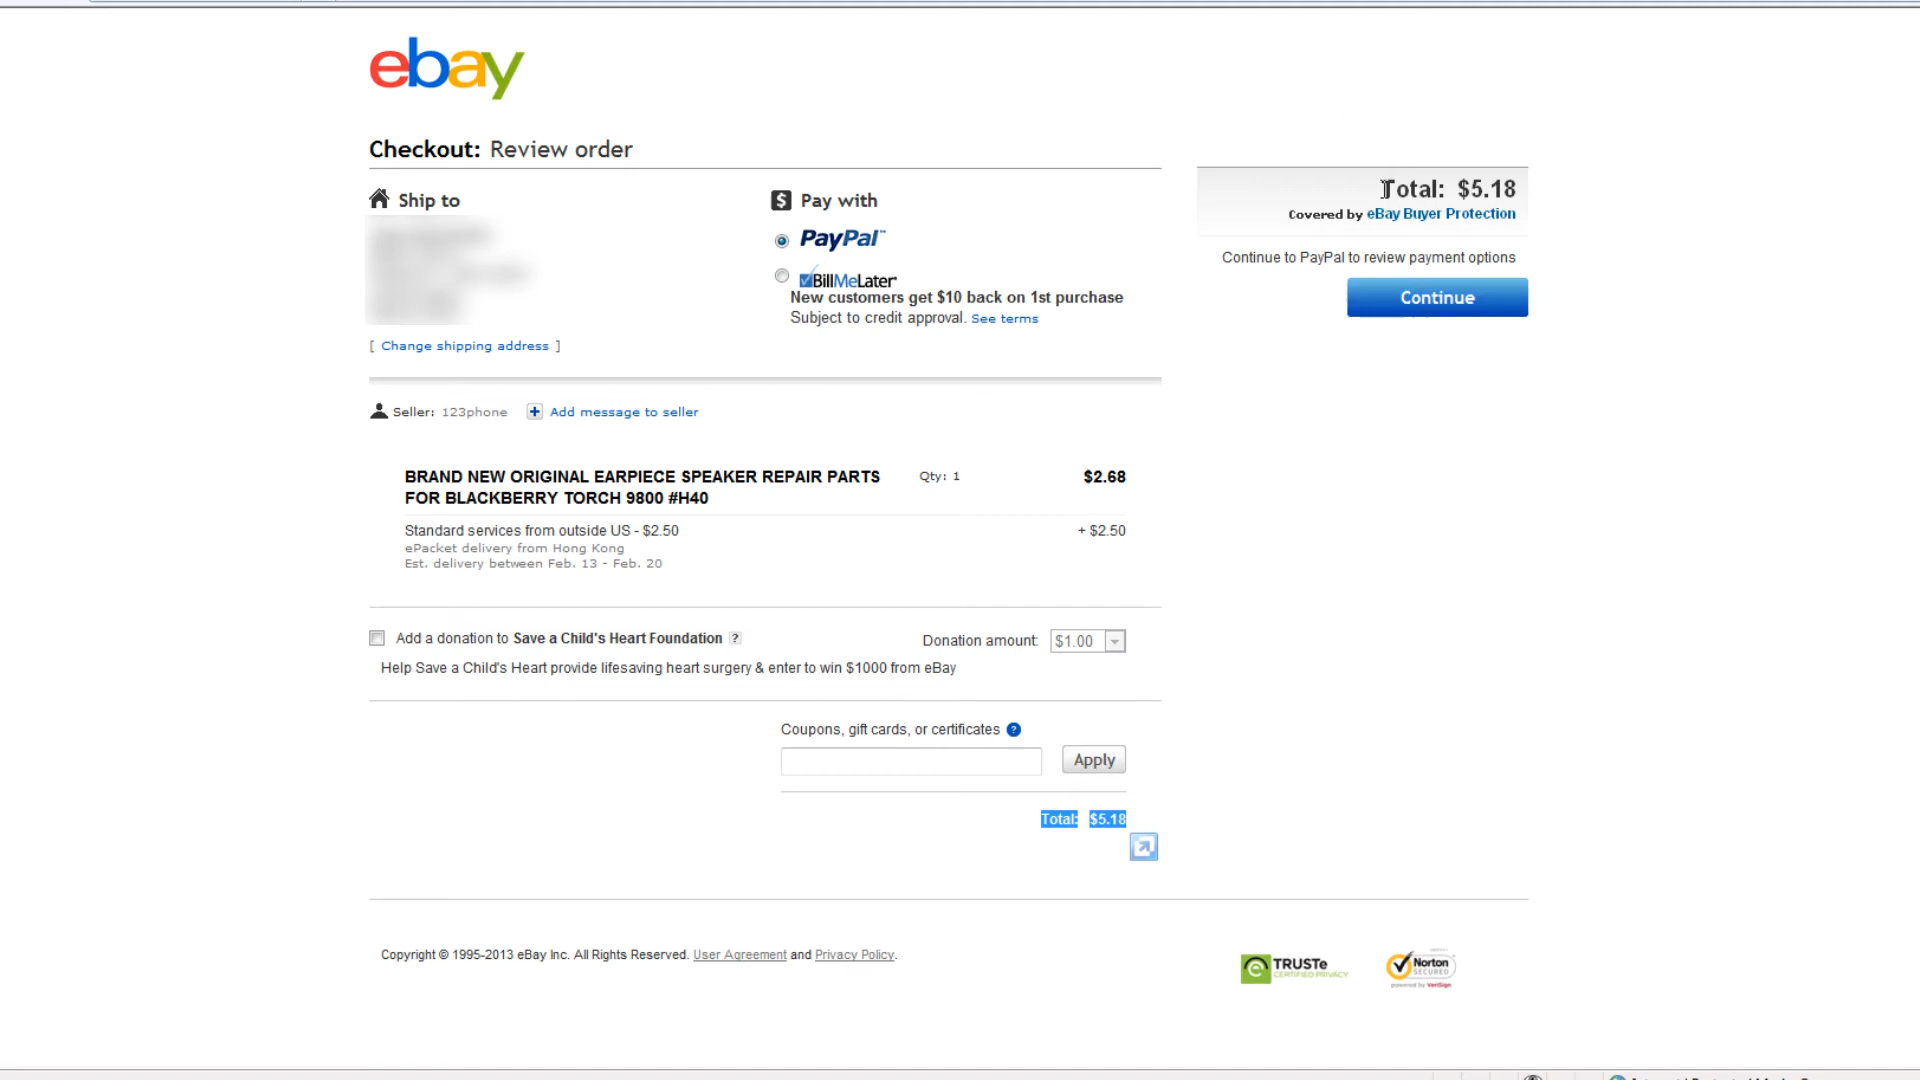 ebay
Checkout: Review order
Ship to
[ Change shipping address ]
Pay with
PayPal™
BillMeLater
New customers get $10 back on 1st purchase
Subject to credit approval. See terms
Total: $5.18
Covered by eBay Buyer Protection
Continue to PayPal to review payment options
Continue
Seller: 123phone Add message to seller
BRAND NEW ORIGINAL EARPIECE SPEAKER REPAIR PARTS Qty: 1 $2.68
FOR BLACKBERRY TORCH 9800 #H40
Standard services from outside US - $2.50 + $2.50
ePacket delivery from Hong Kong
Est. delivery between Feb. 13 - Feb. 20
Add a donation to Save a Child's Heart Foundation ? Donation amount: $1.00
Help Save a Child's Heart provide lifesaving heart surgery & enter to win $1000 from eBay
Coupons, gift cards, or certificates ?
Apply
Total: $5.18
Copyright © 1995-2013 eBay Inc. All Rights Reserved. User Agreement and Privacy Policy.
TRUSTe
CERTIFIED PRIVACY
Norton
SECURED
powered by VeriSign